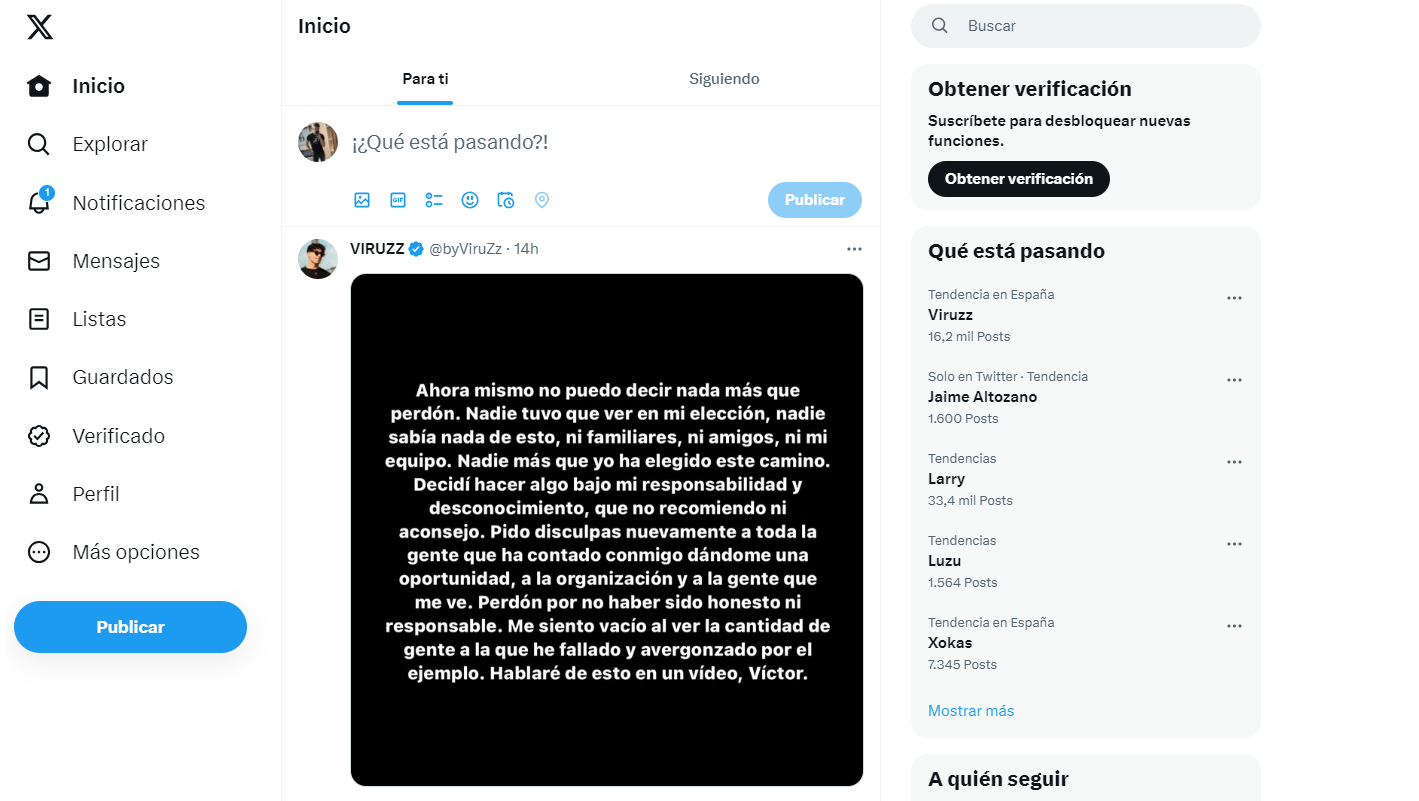 Inicio
Explorar
1
Notificaciones
Mensajes
Listas
Guardados
Verificado
Perfil
Más opciones
Publicar
Inicio
Para ti
Siguiendo
¡¿Qué está pasando?!
GIF
Publicar
VIRUZZ @byViruZz · 14h
Ahora mismo no puedo decir nada más que
perdón. Nadie tuvo que ver en mi elección, nadie
sabía nada de esto, ni familiares, ni amigos, ni mi
equipo. Nadie más que yo ha elegido este camino.
Decidí hacer algo bajo mi responsabilidad y
desconocimiento, que no recomiendo ni
aconsejo. Pido disculpas nuevamente a toda la
gente que ha contado conmigo dándome una
oportunidad, a la organización y a la gente que
me ve. Perdón por no haber sido honesto ni
responsable. Me siento vacío al ver la cantidad de
gente a la que he fallado y avergonzado por el
ejemplo. Hablaré de esto en un vídeo, Víctor.
Buscar
Obtener verificación
Suscríbete para desbloquear nuevas
funciones.
Obtener verificación
Qué está pasando
Tendencia en España
Viruzz
16,2 mil Posts
Solo en Twitter · Tendencia
Jaime Altozano
1.600 Posts
Tendencias
Larry
33,4 mil Posts
Tendencias
Luzu
1.564 Posts
Tendencia en España
Xokas
7.345 Posts
Mostrar más
A quién seguir